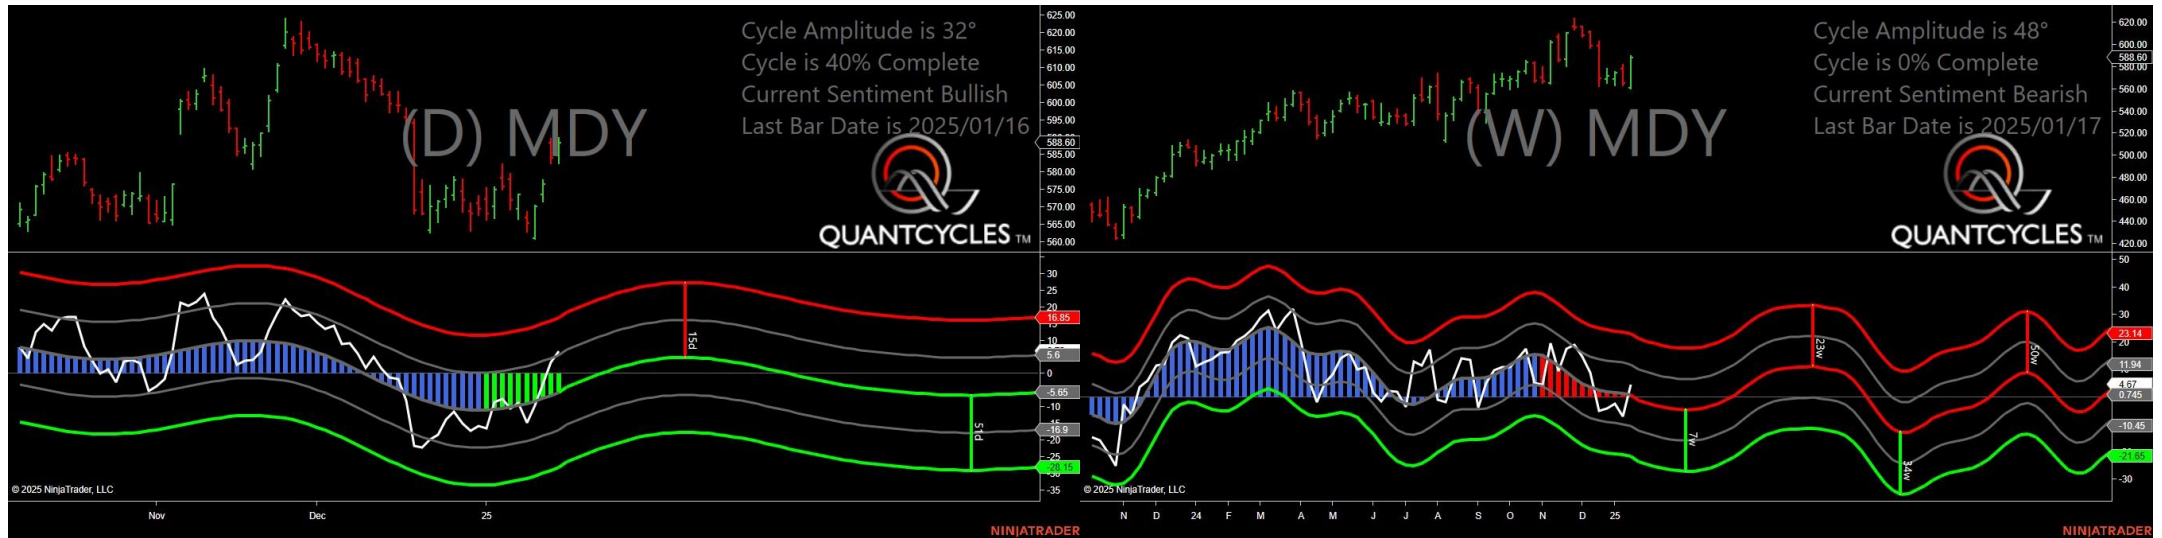 Cycle Amplitude is 32°
Cycle is 40% Complete
Current Sentiment Bullish
Last Bar Date is 2025/01/16
(D) MDY
QUANTCYCLES TM
625.00
620.00
615.00
610.00
605.00
600.00
595.00
588.60
585.00
580.00
575.00
570.00
565.00
560.00
30
25
20
16.85
15
5.6
0
-5.65
-10
-15
-16.9
-20
-25
-28.15
-35
15d
51d
© 2025 NinjaTrader, LLC
Nov
Dec
25
NINJATRADER
Cycle Amplitude is 48°
Cycle is 0% Complete
Current Sentiment Bearish
Last Bar Date is 2025/01/17
(W) MDY
QUANTCYCLES TM
620.00
600.00
588.60
580.00
560.00
540.00
520.00
500.00
480.00
460.00
440.00
420.00
50
40
30
23.14
20
11.94
4.67
0.745
-10.45
-21.65
-30
23w
50w
7w
34w
© 2025 NinjaTrader, LLC
N D 24 F M A M J J A S O N D 25
NINJATRADER